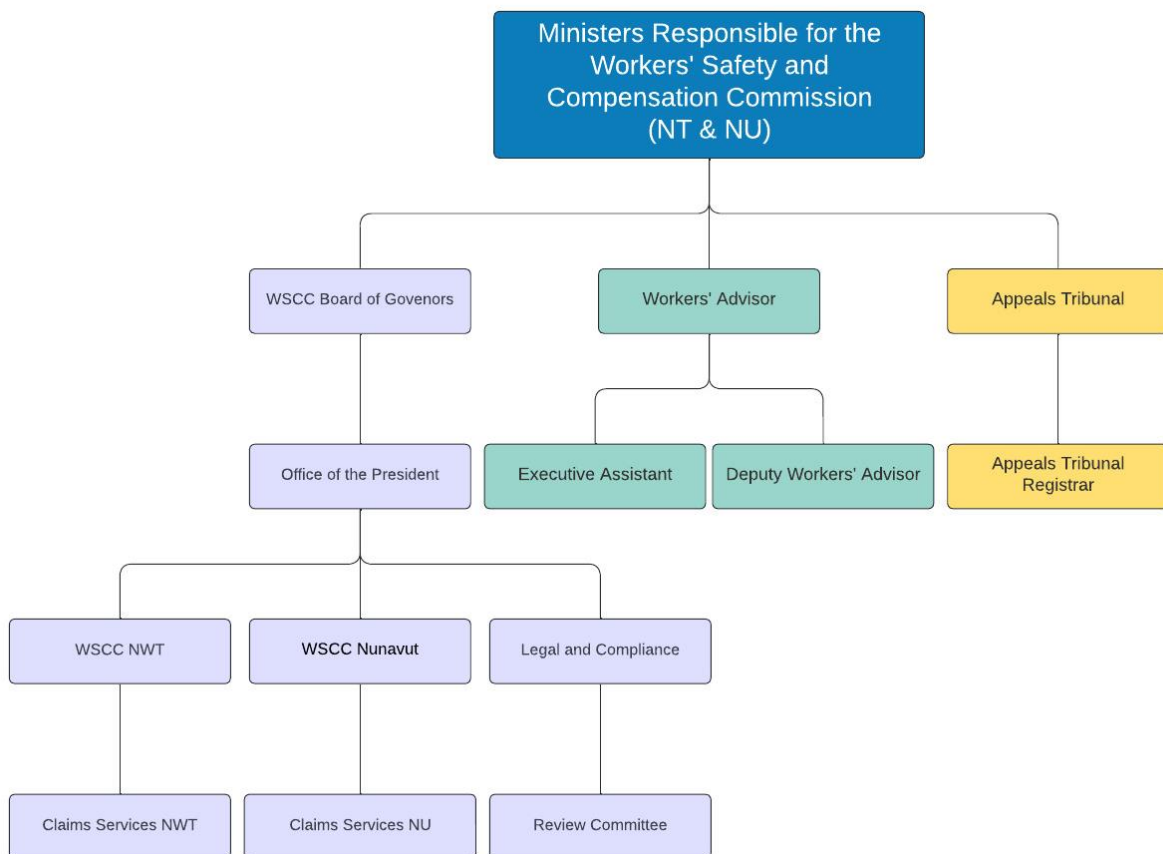 Ministers Responsible for the
Workers' Safety and
Compensation Commission
(NT & NU)
WSCC Board of Govenors
Workers' Advisor
Appeals Tribunal
Office of the President
Executive Assistant
Deputy Workers' Advisor
Appeals Tribunal
Registrar
WSCC NWT
WSCC Nunavut
Legal and Compliance
Claims Services NWT
Claims Services NU
Review Committee